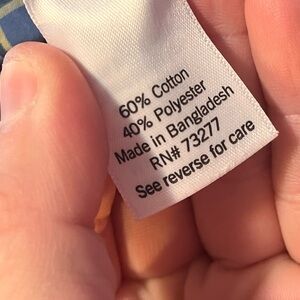 60% Cotton
40% Polyester
Made in Bangladesh
RN# 73277
See reverse for care